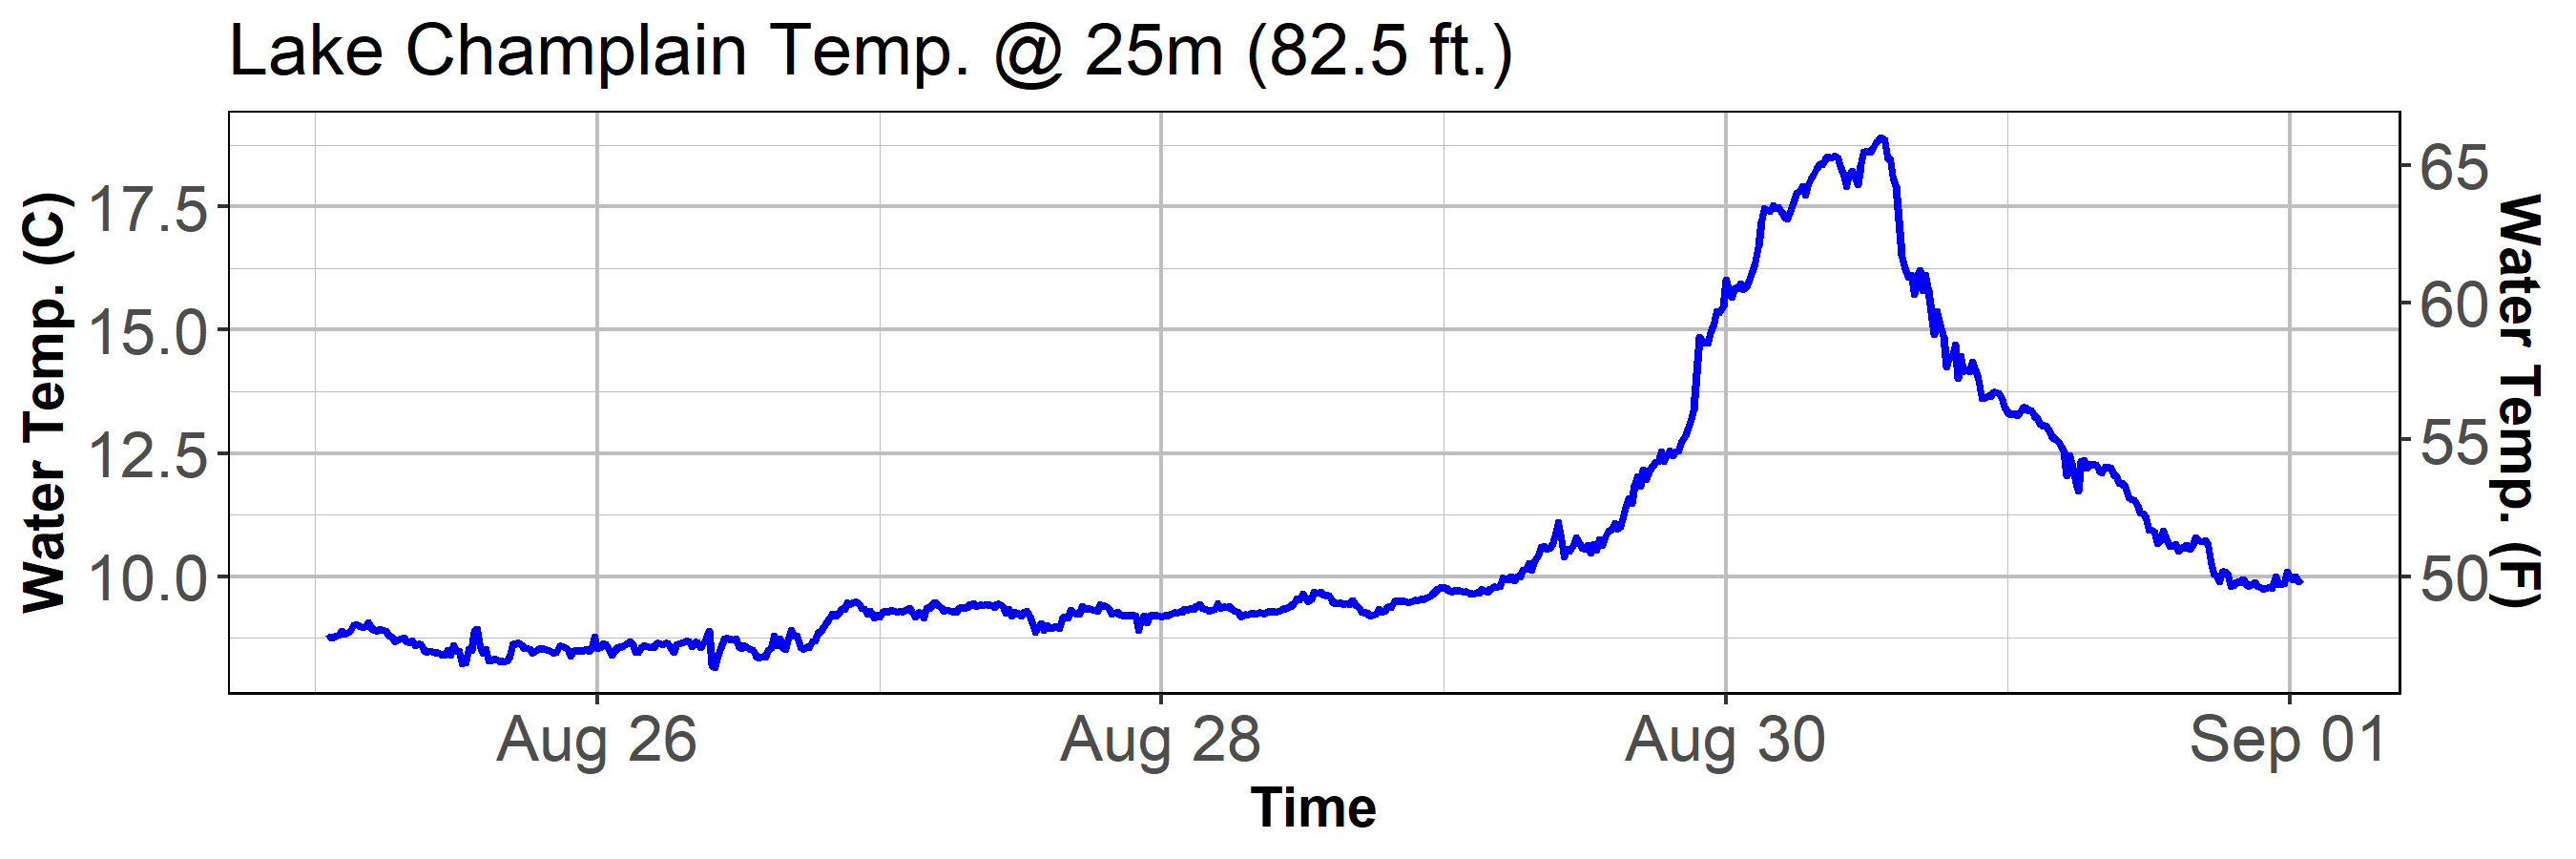 Lake Champlain Temp. @ 25m (82.5 ft.)
Water Temp. (C)
17.5
15.0
12.5
10.0
65
60
55
50
Water Temp. (F)
Aug 26 Aug 28 Aug 30 Sep 01
Time